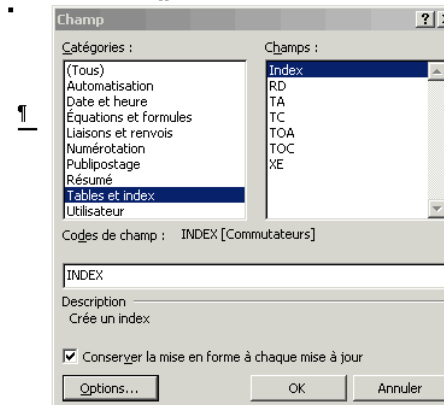 Champ
Catégories :
Champs :
(Tous)
Automatisation
Date et heure
Équations et formules
Liaisons et renvois
Numérotation
Publipostage
Résumé
Tables et index
Utilisateur
Index
RD
TA
TC
TOA
TOC
XE
Codes de champ : INDEX [Commutateurs]
INDEX
Description
Crée un index
Conserver la mise en forme à chaque mise à jour
Options...
OK
Annuler
¶